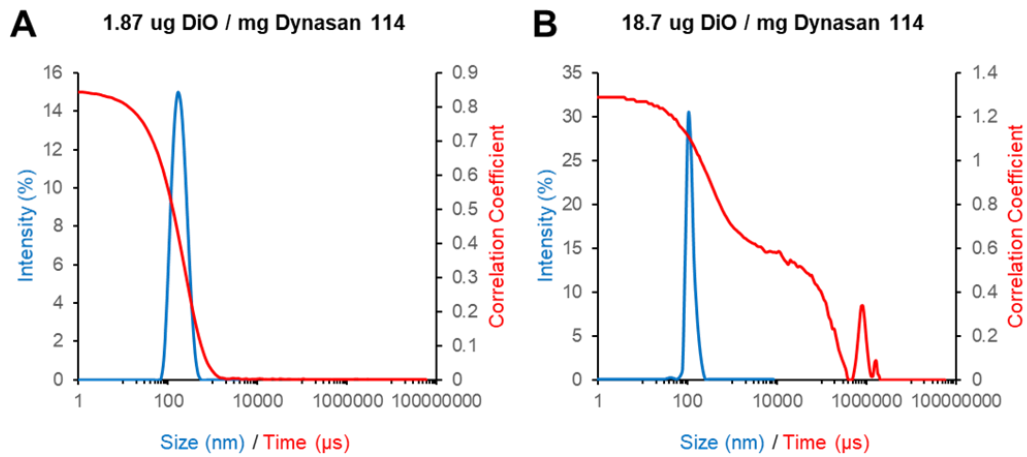 A
1.87 ug DiO / mg Dynasan 114
16
14
12
10
8
6
4
2
0
Intensity (%)
0.9
0.8
0.7
0.6
0.5
0.4
0.3
0.2
0.1
0
Correlation Coefficient
1 100 10000 1000000 100000000
Size (nm) / Time (µs)
B
18.7 ug DiO / mg Dynasan 114
35
30
25
20
15
10
5
0
Intensity (%)
1.4
1.2
1
0.8
0.6
0.4
0.2
0
Correlation Coefficient
1 100 10000 1000000 100000000
Size (nm) / Time (µs)